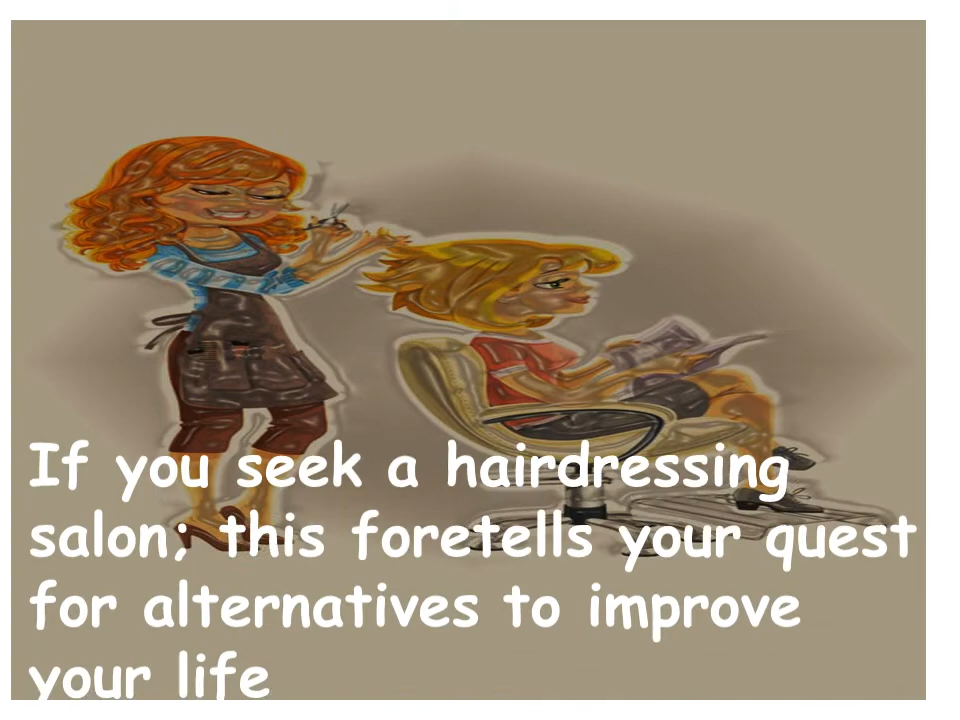 If you seek a hairdressing
salon; this foretells your quest
for alternatives to improve
your life